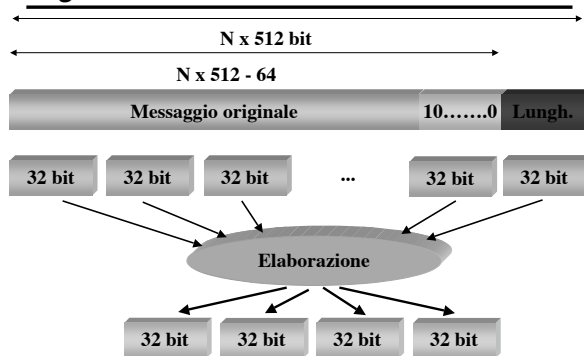 N x 512 bit
N x 512 - 64
Messaggio originale 10…….0 Lungh.
32 bit 32 bit 32 bit ... 32 bit 32 bit
Elaborazione
32 bit 32 bit 32 bit 32 bit